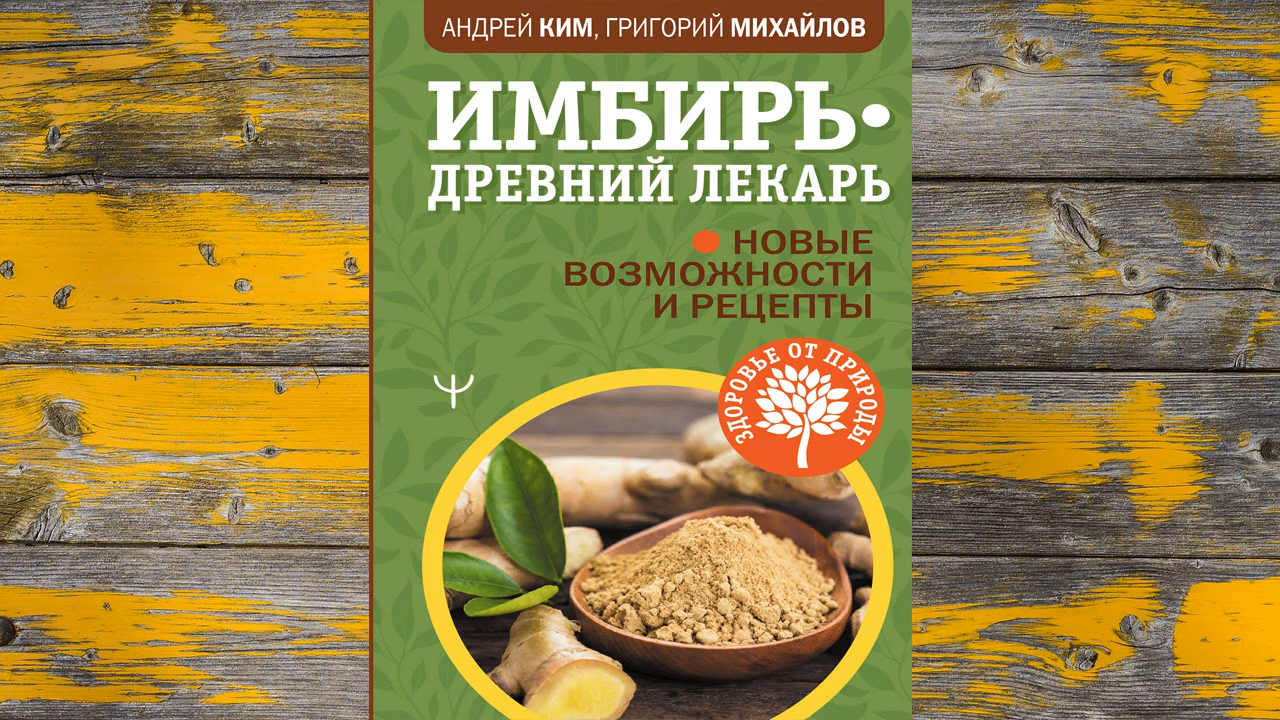 АНДРЕЙ КИМ, ГРИГОРИЙ МИХАЙЛОВ
ИМБИРЬ•
ДРЕВНИЙ ЛЕКАРЬ
● НОВЫЕ
ВОЗМОЖНОСТИ
И РЕЦЕПТЫ
ЗДОРОВЬЕ ОТ ПРИРОДЫ